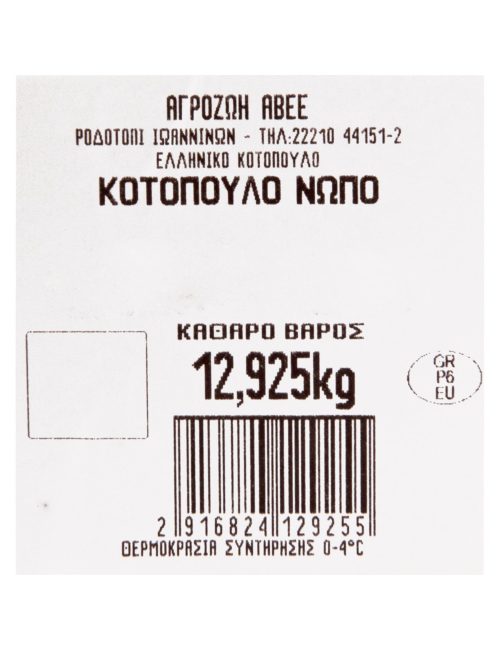 ΑΓΡΟΖΩΗ ΑΒΕΕ
ΡΟΔΟΤΟΠΙ ΙΩΑΝΝΙΝΩΝ - ΤΗΛ:22210 44151-2
ΕΛΛΗΝΙΚΟ ΚΟΤΟΠΟΥΛΟ
ΚΟΤΟΠΟΥΛΟ ΝΩΠΟ
ΚΑΘΑΡΟ ΒΑΡΟΣ
12,925kg
GR
P6
EU
2 916824 129255
ΘΕΡΜΟΚΡΑΣΙΑ ΣΥΝΤΗΡΗΣΗΣ 0-4°C